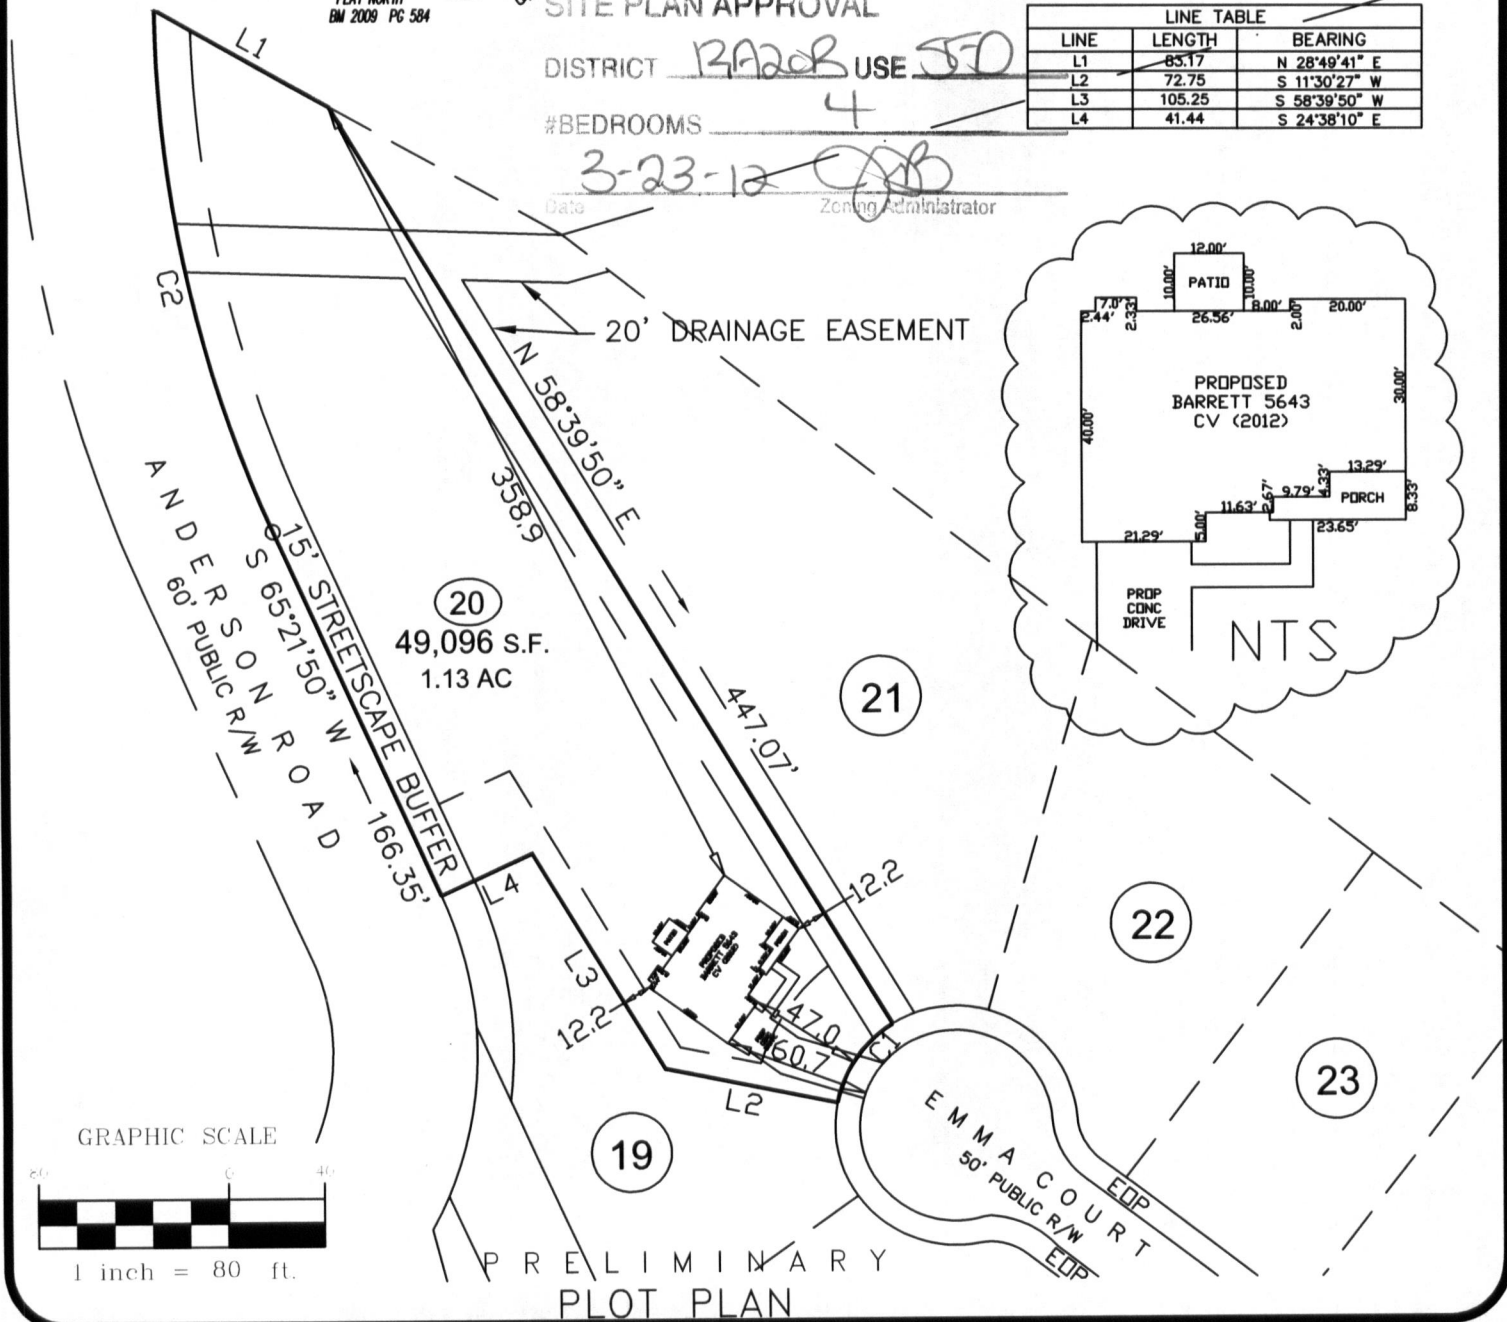 PLAT NORTH
BM 2009 PG 584
SITE PLAN APPROVAL
DISTRICT RA20R USE SFD
#BEDROOMS 4
3-23-12
Date Zoning Administrator
LINE TABLE
LINE LENGTH BEARING
L1 83.17 N 28°49'41" E
L2 72.75 S 11°30'27" W
L3 105.25 S 58°39'50" W
L4 41.44 S 24°38'10" E
L1
C2
20' DRAINAGE EASEMENT
N 58°39'50" E
358.9
447.07'
12.00'
10.00'
PATIO
10.00'
7.0'
2.44'
2.33'
26.56'
8.00'
2.00'
20.00'
PROPOSED
BARRETT 5643
CV (2012)
40.00'
30.00'
13.29'
4.33'
9.79'
2.67'
PORCH
8.33'
11.63'
5.00'
23.65'
21.29'
PROP
CONC
DRIVE
NTS
ANDERSON ROAD
60' PUBLIC R/W
S 65°21'50" W
166.35'
15' STREETSCAPE BUFFER
20
49,096 S.F.
1.13 AC
21
22
23
19
L4
L3
L2
12.2
12.2
PROPOSED
BARRETT 5643
47.0
60.7
C1
EMMA COURT
50' PUBLIC R/W
EOP
EOP
GRAPHIC SCALE
80 0 40
1 inch = 80 ft.
PRELIMINARY
PLOT PLAN